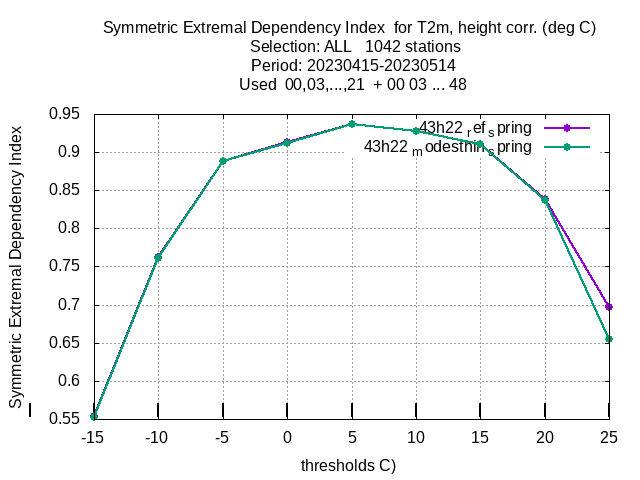 Symmetric Extremal Dependency Index  for T2m, height corr. (deg C)
Selection: ALL   1042 stations
Period: 20230415-20230514
Used  00,03,...,21  + 00 03 ... 48
Symmetric Extremal Dependency Index
0.95
0.9
0.85
0.8
0.75
0.7
0.65
0.6
0.55
43h22 ref spring
43h22 modesthin spring
-15 -10 -5 0 5 10 15 20 25
thresholds C)